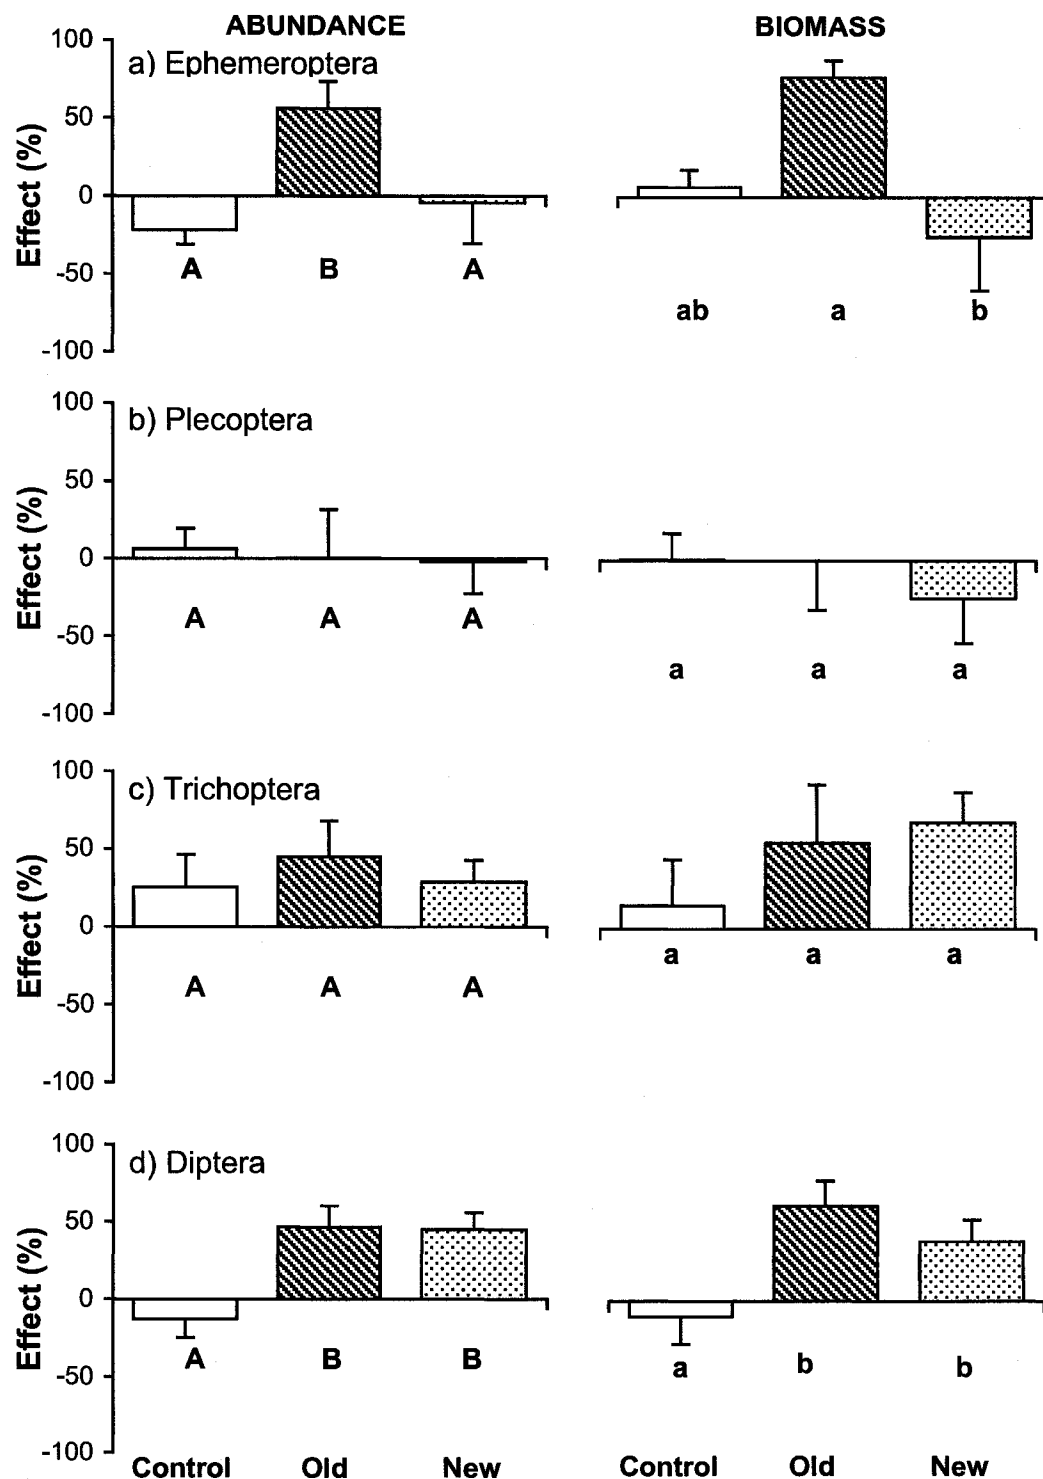 ABUNDANCE BIOMASS
100
a) Ephemeroptera
50
0
-50
-100
Effect (%)
A B A
ab a b
100
b) Plecoptera
50
0
-50
-100
Effect (%)
A A A
a a a
100
c) Trichoptera
50
0
-50
-100
Effect (%)
A A A
a a a
100
d) Diptera
50
0
-50
-100
Effect (%)
A B B
a b b
Control Old New Control Old New